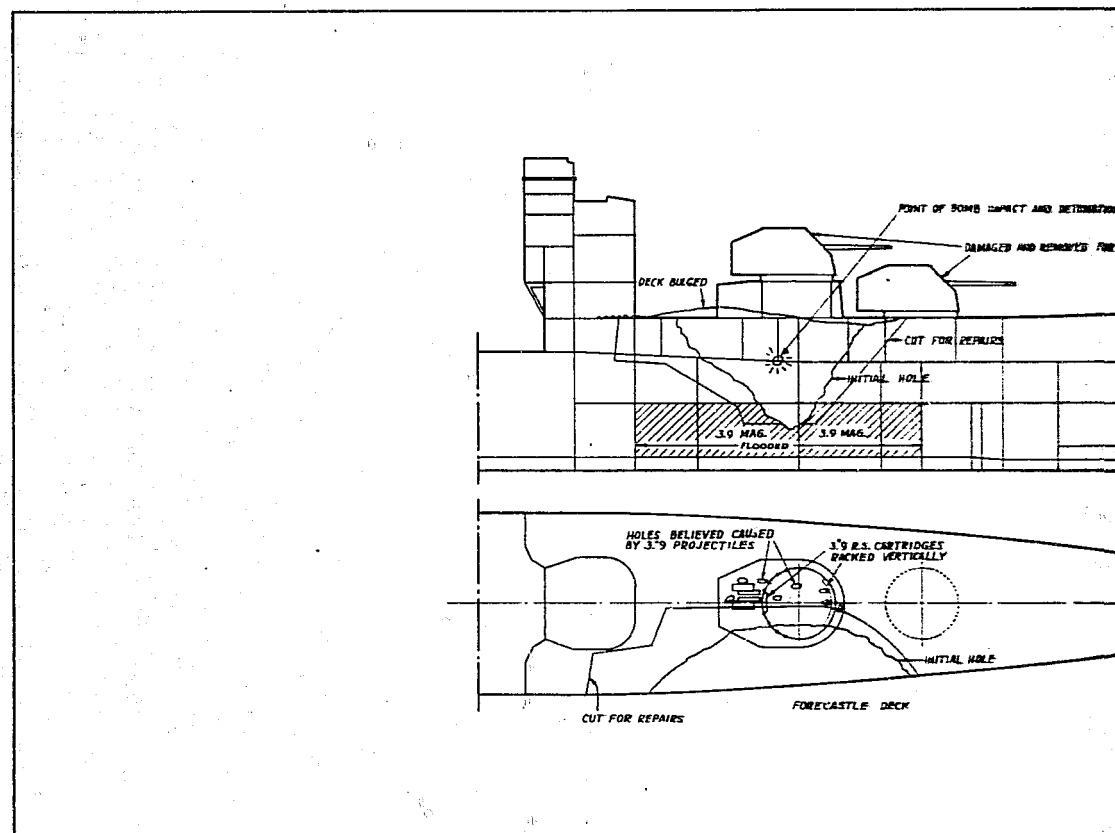 POINT OF BOMB IMPACT AND DETONATION
DAMAGED AND REMOVED FOR
DECK BULGED
CUT FOR REPAIRS
INITIAL HOLE
3.9 MAG. 3.9 MAG.
FLOODED
HOLES BELIEVED CAUSED
BY 3."9 PROJECTILES
3."9 R.S. CARTRIDGES
RACKED VERTICALLY
INITIAL HOLE
CUT FOR REPAIRS
FORECASTLE DECK